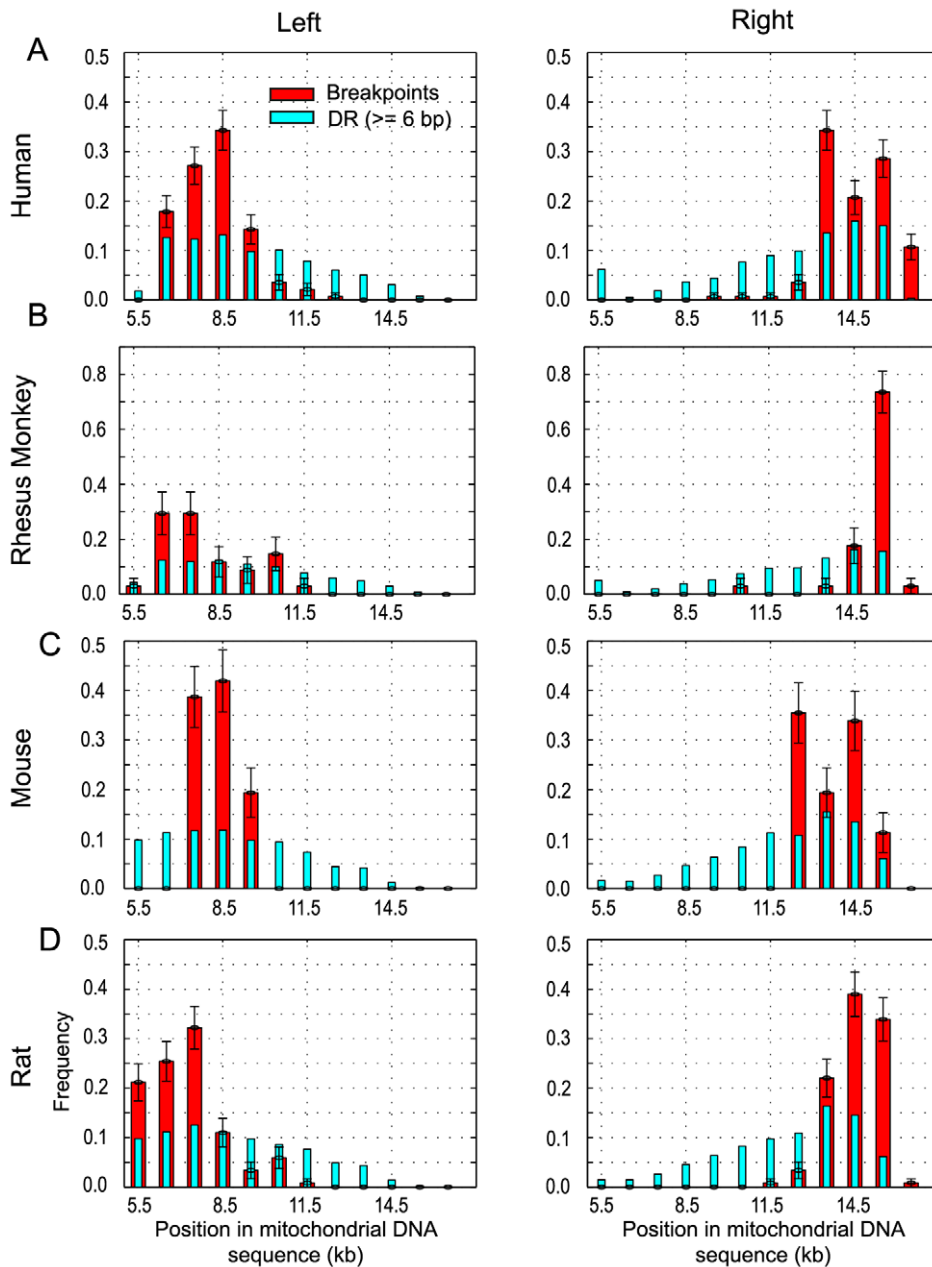 Left
Right
A
Human
0.5
0.4
0.3
0.2
0.1
0.0
Breakpoints
DR (>= 6 bp)
5.5 8.5 11.5 14.5
0.5
0.4
0.3
0.2
0.1
0.0
5.5 8.5 11.5 14.5
B
Rhesus Monkey
0.8
0.6
0.4
0.2
0.0
5.5 8.5 11.5 14.5
0.8
0.6
0.4
0.2
0.0
5.5 8.5 11.5 14.5
C
Mouse
0.5
0.4
0.3
0.2
0.1
0.0
5.5 8.5 11.5 14.5
0.5
0.4
0.3
0.2
0.1
0.0
5.5 8.5 11.5 14.5
D
Rat
Frequency
0.5
0.4
0.3
0.2
0.1
0.0
5.5 8.5 11.5 14.5
Position in mitochondrial DNA
sequence (kb)
0.5
0.4
0.3
0.2
0.1
0.0
5.5 8.5 11.5 14.5
Position in mitochondrial DNA
sequence (kb)